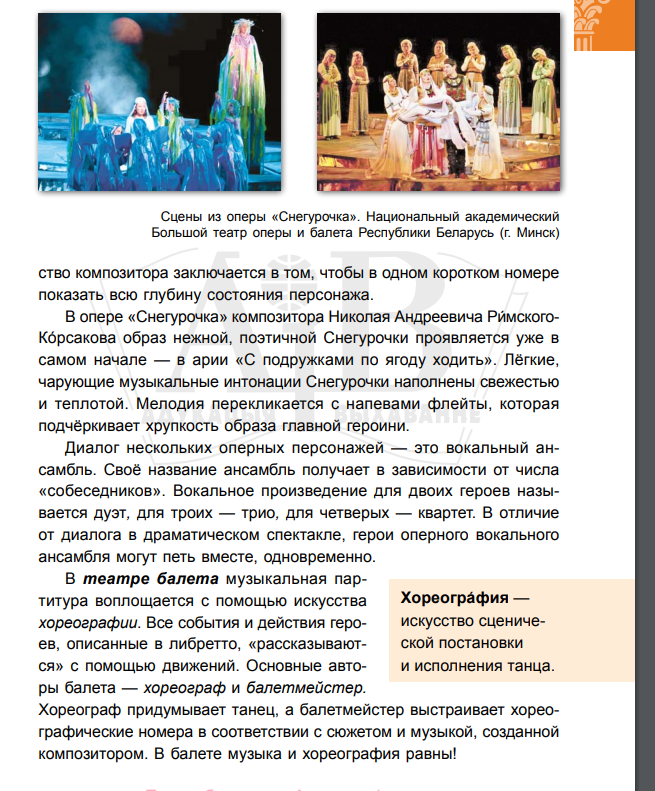 Сцены из оперы «Снегурочка». Национальный академический
Большой театр оперы и балета Республики Беларусь (г. Минск)
ство композитора заключается в том, чтобы в одном коротком номере
показать всю глубину состояния персонажа.
В опере «Снегурочка» композитора Николая Андреевича Ри́мского-
Ко́рсакова образ нежной, поэтичной Снегурочки проявляется уже в
самом начале — в арии «С подружками по ягоду ходить». Лёгкие,
чарующие музыкальные интонации Снегурочки наполнены свежестью
и теплотой. Мелодия перекликается с напевами флейты, которая
подчёркивает хрупкость образа главной героини.
Диалог нескольких оперных персонажей — это вокальный ан-
самбль. Своё название ансамбль получает в зависимости от числа
«собеседников». Вокальное произведение для двоих героев назы-
вается дуэт, для троих — трио, для четверых — квартет. В отличие
от диалога в драматическом спектакле, герои оперного вокального
ансамбля могут петь вместе, одновременно.
В театре балета музыкальная пар-
титура воплощается с помощью искусства
хореографии. Все события и действия геро-
ев, описанные в либретто, «рассказывают-
ся» с помощью движений. Основные авто-
ры балета — хореограф и балетмейстер.
Хореограф придумывает танец, а балетмейстер выстраивает хорео-
графические номера в соответствии с сюжетом и музыкой, созданной
композитором. В балете музыка и хореография равны!
Хореогра́фия —
искусство сцениче-
ской постановки
и исполнения танца.
АДУКАЦЫЯ І ВЫХАВАННЕ